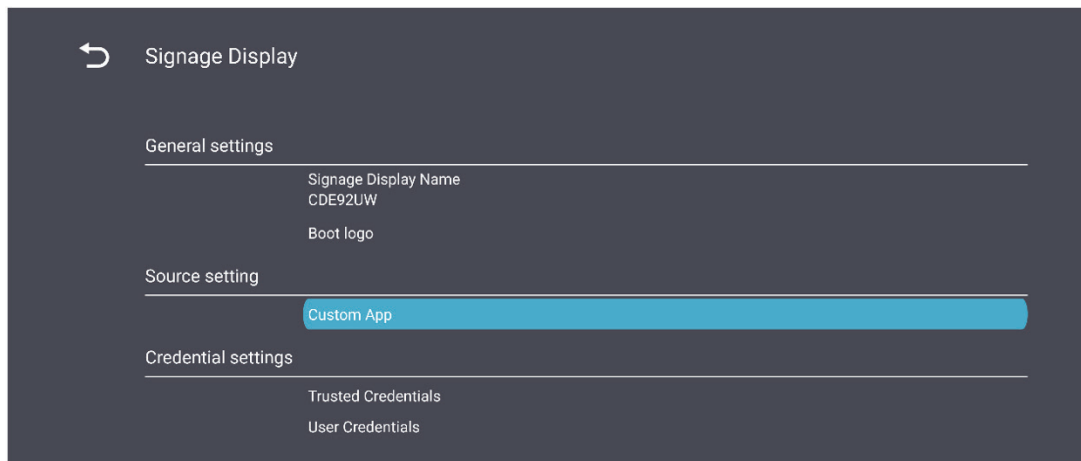 Signage Display
General settings
Signage Display Name
CDE92UW
Boot logo
Source setting
Custom App
Credential settings
Trusted Credentials
User Credentials